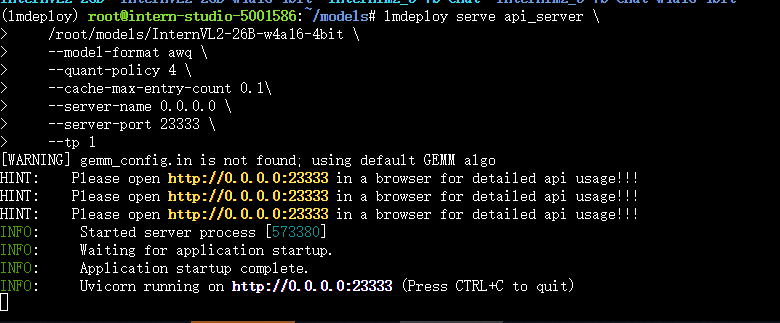 (lmdeploy) root@intern-studio-5001586:~/models# lmdeploy serve api_server \
>     /root/models/InternVL2-26B-w4a16-4bit \
>     --model-format awq \
>     --quant-policy 4 \
>     --cache-max-entry-count 0.1\
>     --server-name 0.0.0.0 \
>     --server-port 23333 \
>     --tp 1
[WARNING] gemm_config.in is not found; using default GEMM algo
HINT:    Please open http://0.0.0.0:23333 in a browser for detailed api usage!!!
HINT:    Please open http://0.0.0.0:23333 in a browser for detailed api usage!!!
HINT:    Please open http://0.0.0.0:23333 in a browser for detailed api usage!!!
INFO:     Started server process [573380]
INFO:     Waiting for application startup.
INFO:     Application startup complete.
INFO:     Uvicorn running on http://0.0.0.0:23333 (Press CTRL+C to quit)